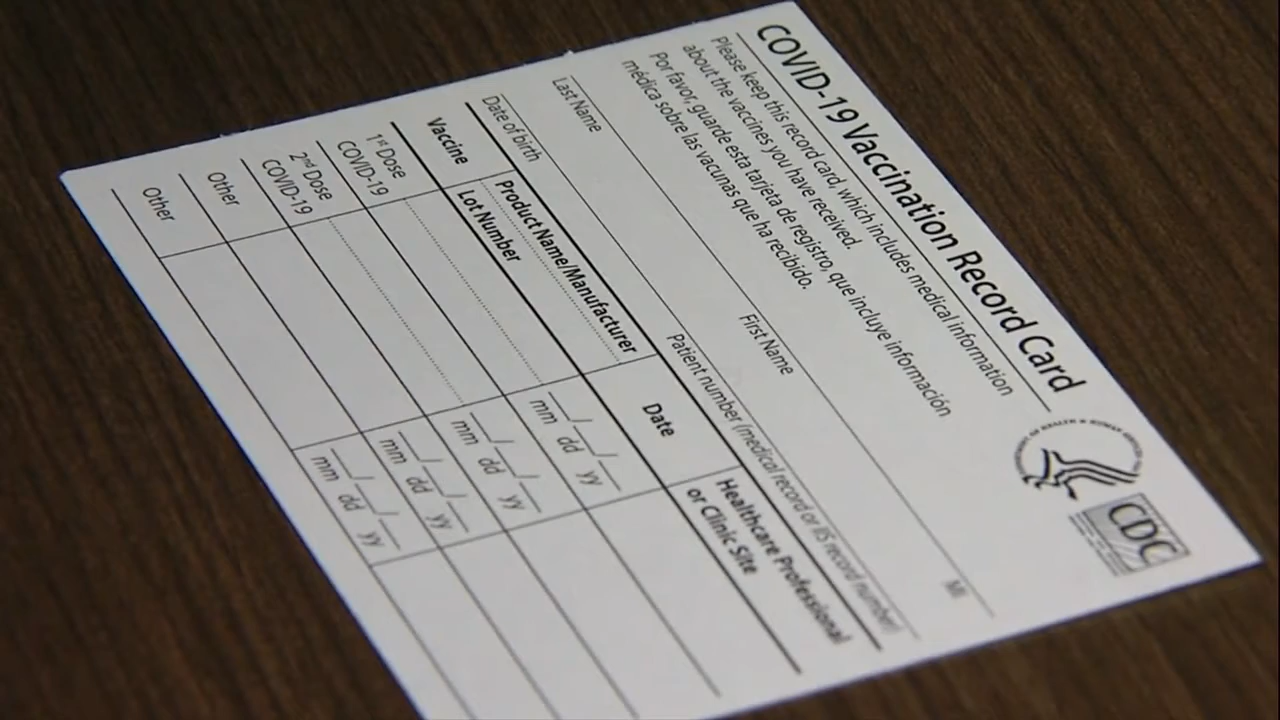 COVID-19 Vaccination Record Card
Please keep this record card, which includes medical information
about the vaccines you have received.
Por favor, guarde esta tarjeta de registro, que incluye información
médica sobre las vacunas que ha recibido.
CDC
Last Name First Name MI
Date of birth Patient number (medical record or IIS record number)
Vaccine Product Name/Manufacturer Date Healthcare Professional
Lot Number or Clinic Site
1st Dose
COVID-19
mm dd yy
2nd Dose
COVID-19
mm dd yy
Other
mm dd yy
Other
mm dd yy